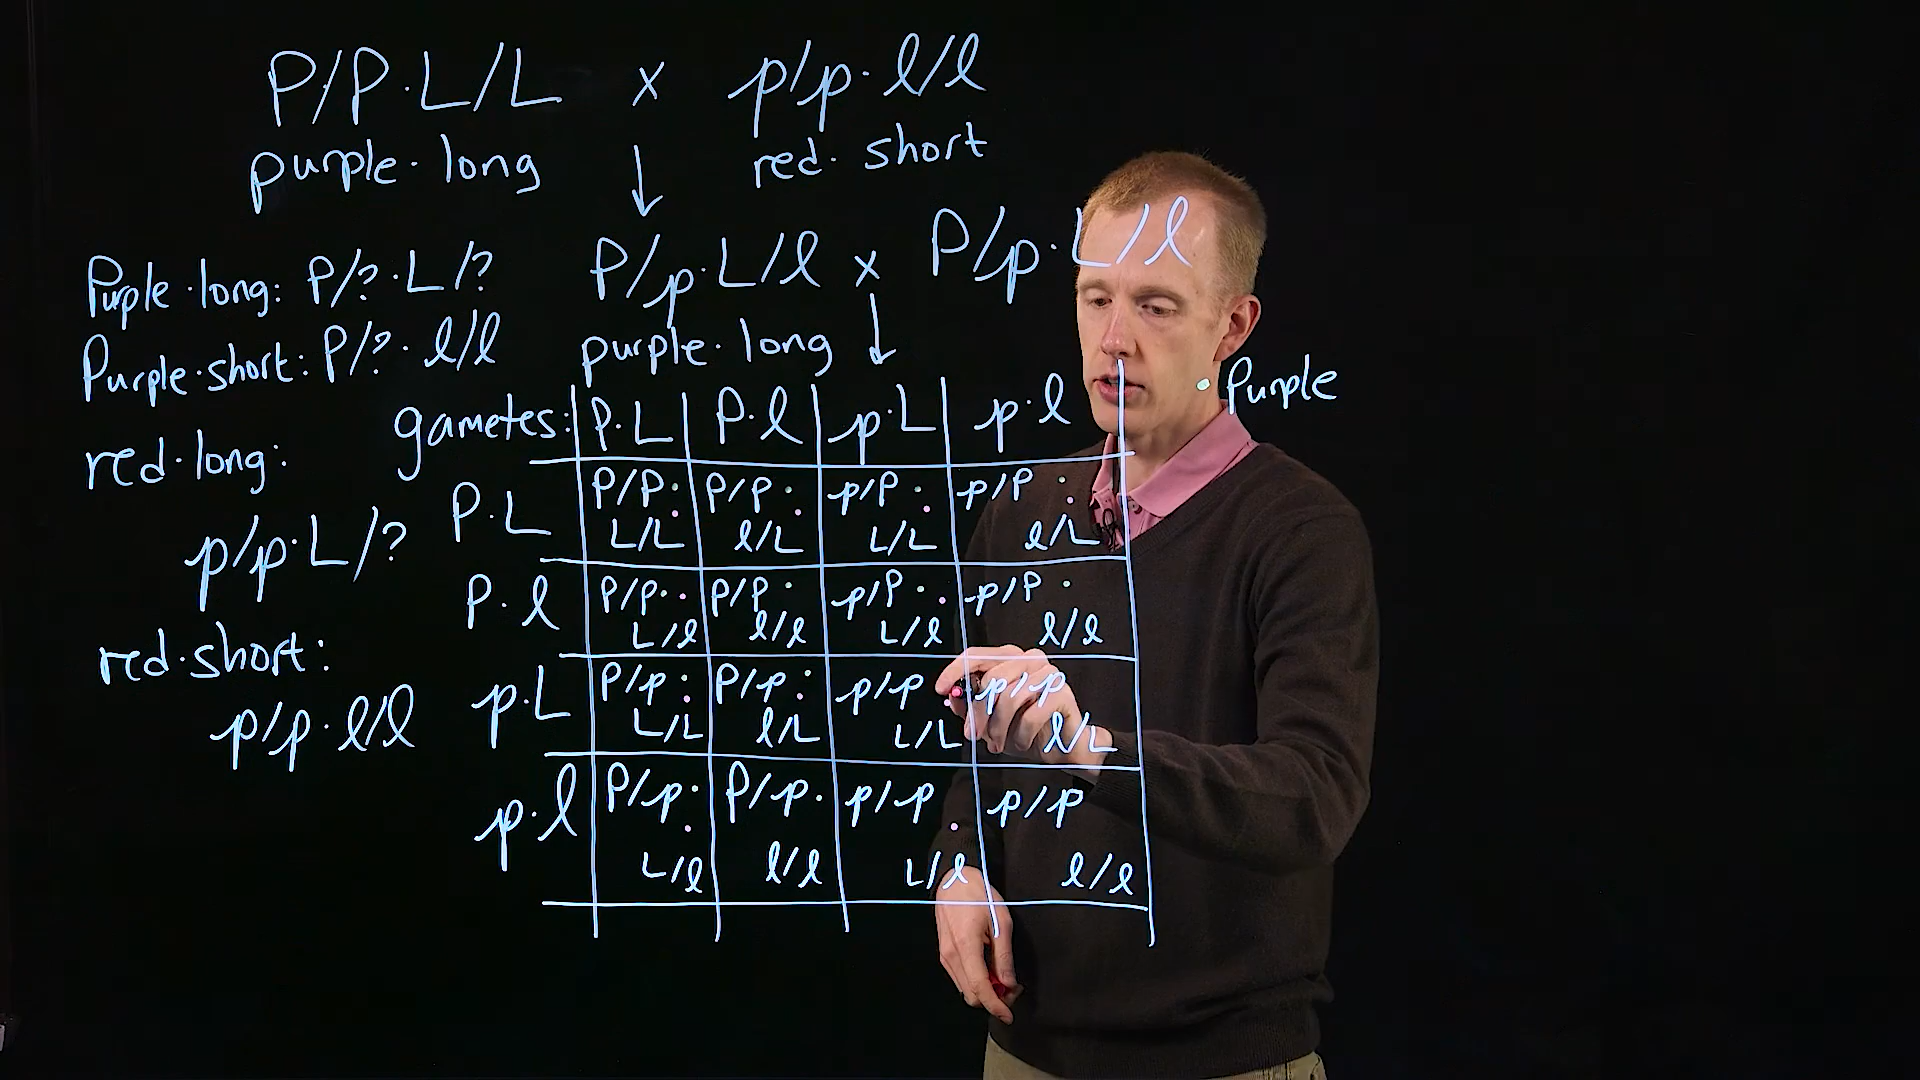 P/P·L/L x p/p·l/l
purple·long red·short
Purple·long: P/?·L/?
P/p·L/l x P/p·L/l
Purple·short: P/?·l/l
purple·long
· Purple
red·long:
p/p·L/?
red·short:
p/p·l/l
gametes: P·L P·l p·L p·l
P·L P/P L/L P/P l/L p/P L/L p/P l/L
P·l P/P L/l P/P l/l p/P L/l p/P l/l
p·L P/p L/L P/p l/L p/p L/L p/p l/L
p·l P/p L/l P/p l/l p/p L/l p/p l/l